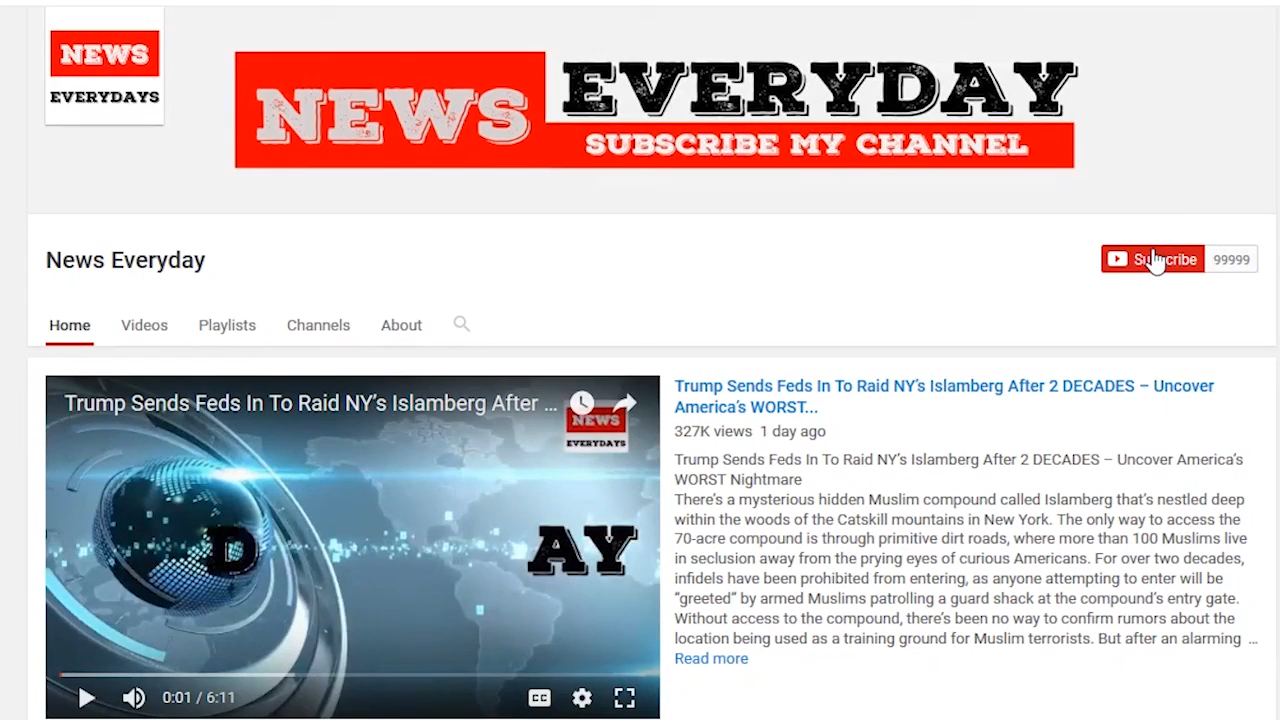 NEWS
EVERYDAYS
NEWS
EVERYDAY
SUBSCRIBE MY CHANNEL
News Everyday
Subscribe 99999
Home Videos Playlists Channels About
Trump Sends Feds In To Raid NY's Islamberg After ...
NEWS
EVERYDAYS
D AY
0:01 / 6:11
CC
Trump Sends Feds In To Raid NY's Islamberg After 2 DECADES – Uncover
America's WORST...
327K views 1 day ago
Trump Sends Feds In To Raid NY's Islamberg After 2 DECADES – Uncover America's
WORST Nightmare
There's a mysterious hidden Muslim compound called Islamberg that's nestled deep
within the woods of the Catskill mountains in New York. The only way to access the
70-acre compound is through primitive dirt roads, where more than 100 Muslims live
in seclusion away from the prying eyes of curious Americans. For over two decades,
infidels have been prohibited from entering, as anyone attempting to enter will be
“greeted” by armed Muslims patrolling a guard shack at the compound's entry gate.
Without access to the compound, there's been no way to confirm rumors about the
location being used as a training ground for Muslim terrorists. But after an alarming ...
Read more